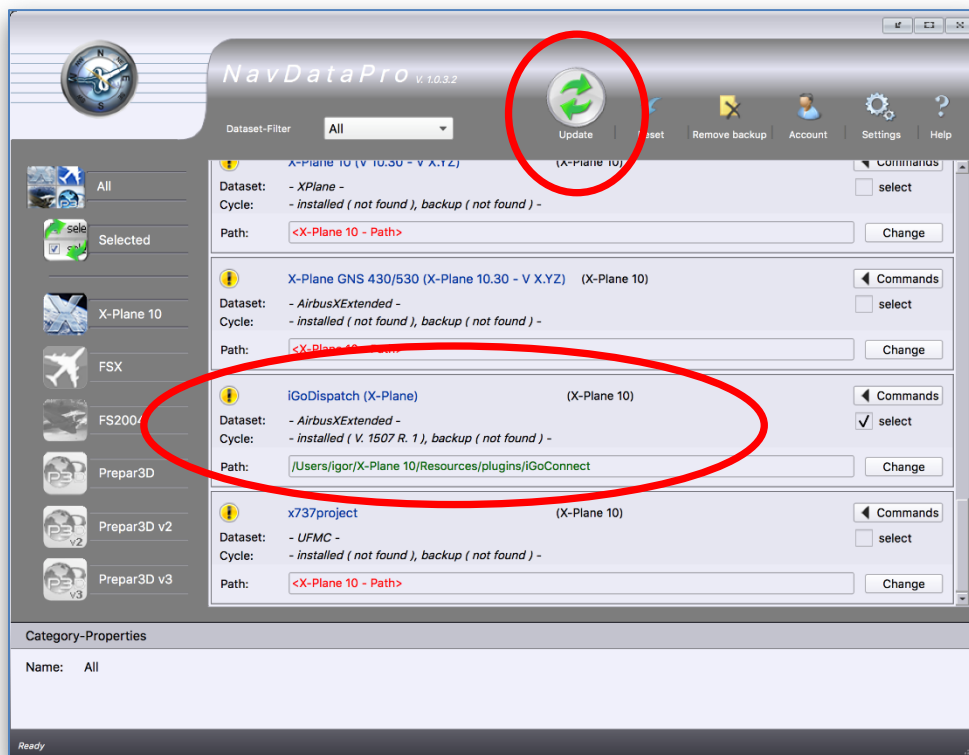 NavDataPro V. 1.0.3.2
Dataset-Filter All
Update Reset Remove backup Account Settings Help
All
Selected
X-Plane 10
FSX
FS2004
Prepar3D
Prepar3D v2
Prepar3D v3
X-Plane 10 (V 10.30 - V X.YZ) (X-Plane 10) Commands
Dataset: - XPlane - select
Cycle: - installed ( not found ), backup ( not found ) -
Path: <X-Plane 10 - Path> Change
X-Plane GNS 430/530 (X-Plane 10.30 - V X.YZ) (X-Plane 10) Commands
Dataset: - AirbusXExtended - select
Cycle: - installed ( not found ), backup ( not found ) -
Path: <X-Plane 10 - Path> Change
iGoDispatch (X-Plane) (X-Plane 10) Commands
Dataset: - AirbusXExtended - select
Cycle: - installed ( V. 1507 R. 1 ), backup ( not found ) -
Path: /Users/igor/X-Plane 10/Resources/plugins/iGoConnect Change
x737project (X-Plane 10) Commands
Dataset: - UFMC - select
Cycle: - installed ( not found ), backup ( not found ) -
Path: <X-Plane 10 - Path> Change
Category-Properties
Name: All
Ready